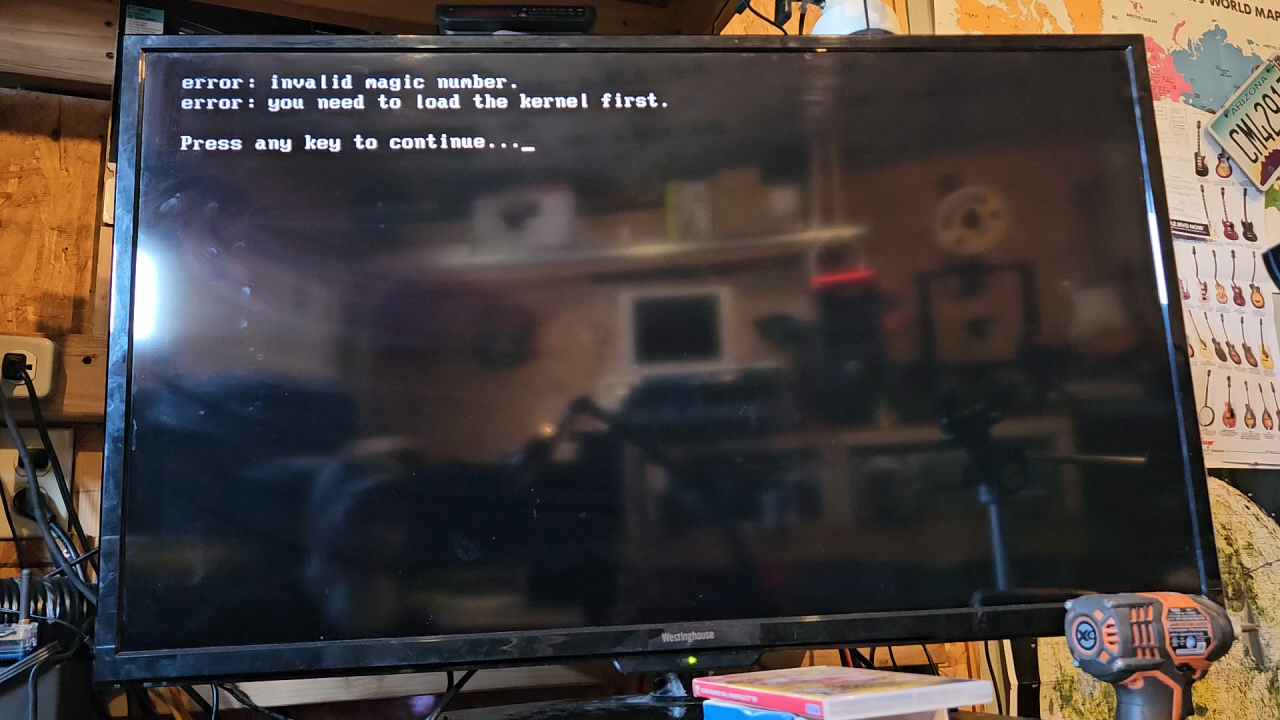 error: invalid magic number.
error: you need to load the kernel first.
Press any key to continue..._
Westinghouse
WORLD MAP
ARIZONA